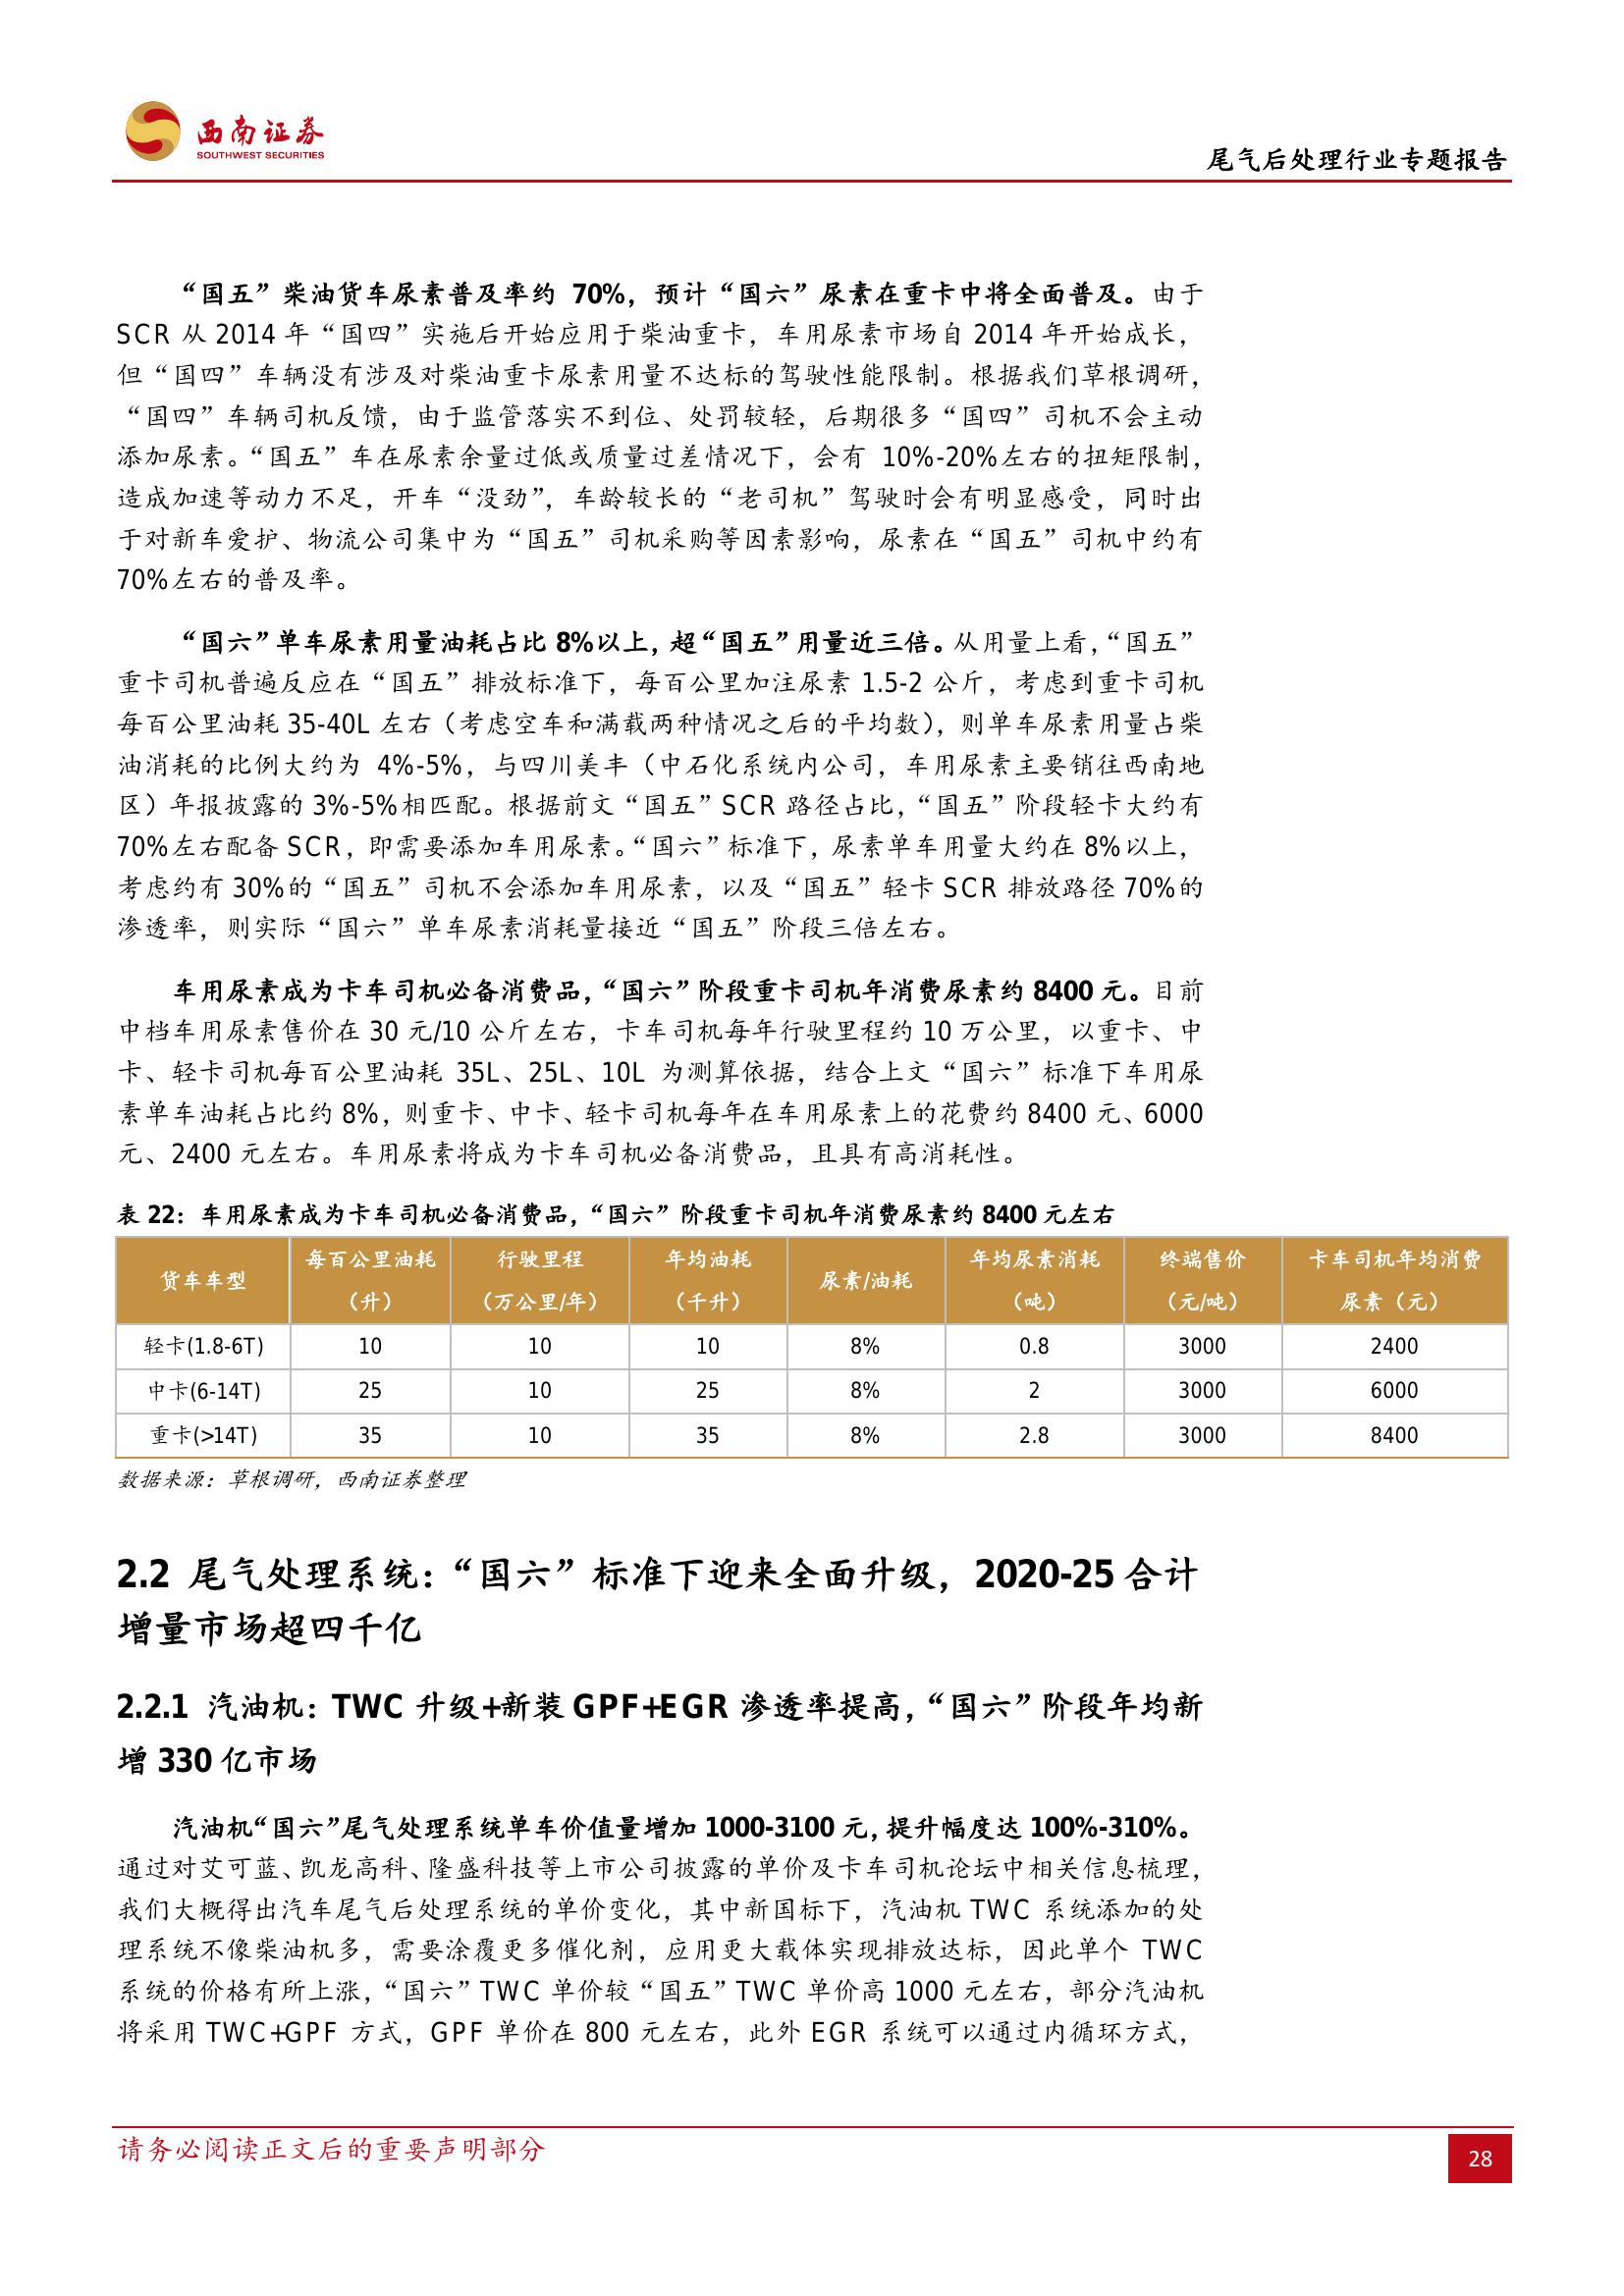 西南证券
SOUTHWEST SECURITIES
尾气后处理行业专题报告
“国五”柴油货车尿素普及率约 70%，预计“国六”尿素在重卡中将全面普及。由于
SCR 从 2014 年“国四”实施后开始应用于柴油重卡，车用尿素市场自 2014 年开始成长，
但“国四”车辆没有涉及对柴油重卡尿素用量不达标的驾驶性能限制。根据我们草根调研，
“国四”车辆司机反馈，由于监管落实不到位、处罚较轻，后期很多“国四”司机不会主动
添加尿素。“国五”车在尿素余量过低或质量过差情况下，会有 10%-20%左右的扭矩限制，
造成加速等动力不足，开车“没劲”，车龄较长的“老司机”驾驶时会有明显感受，同时出
于对新车爱护、物流公司集中为“国五”司机采购等因素影响，尿素在“国五”司机中约有
70%左右的普及率。
“国六”单车尿素用量油耗占比 8%以上，超“国五”用量近三倍。从用量上看，“国五”
重卡司机普遍反应在“国五”排放标准下，每百公里加注尿素 1.5-2 公斤，考虑到重卡司机
每百公里油耗 35-40L 左右（考虑空车和满载两种情况之后的平均数），则单车尿素用量占柴
油消耗的比例大约为 4%-5%，与四川美丰（中石化系统内公司，车用尿素主要销往西南地
区）年报披露的 3%-5%相匹配。根据前文“国五”SCR 路径占比，“国五”阶段轻卡大约有
70%左右配备 SCR，即需要添加车用尿素。“国六”标准下，尿素单车用量大约在 8%以上，
考虑约有 30%的“国五”司机不会添加车用尿素，以及“国五”轻卡 SCR 排放路径 70%的
渗透率，则实际“国六”单车尿素消耗量接近“国五”阶段三倍左右。
车用尿素成为卡车司机必备消费品，“国六”阶段重卡司机年消费尿素约 8400 元。目前
中档车用尿素售价在 30 元/10 公斤左右，卡车司机每年行驶里程约 10 万公里，以重卡、中
卡、轻卡司机每百公里油耗 35L、25L、10L 为测算依据，结合上文“国六”标准下车用尿
素单车油耗占比约 8%，则重卡、中卡、轻卡司机每年在车用尿素上的花费约 8400 元、6000
元、2400 元左右。车用尿素将成为卡车司机必备消费品，且具有高消耗性。
表 22：车用尿素成为卡车司机必备消费品，“国六”阶段重卡司机年消费尿素约 8400 元左右
货车车型 每百公里油耗（升） 行驶里程（万公里/年） 年均油耗（千升） 尿素/油耗 年均尿素消耗（吨） 终端售价（元/吨） 卡车司机年均消费尿素（元）
轻卡(1.8-6T) 10 10 10 8% 0.8 3000 2400
中卡(6-14T) 25 10 25 8% 2 3000 6000
重卡(>14T) 35 10 35 8% 2.8 3000 8400
数据来源：草根调研，西南证券整理
2.2 尾气处理系统：“国六”标准下迎来全面升级，2020-25 合计
增量市场超四千亿
2.2.1 汽油机：TWC 升级+新装 GPF+EGR 渗透率提高，“国六”阶段年均新
增 330 亿市场
汽油机“国六”尾气处理系统单车价值量增加 1000-3100 元，提升幅度达 100%-310%。
通过对艾可蓝、凯龙高科、隆盛科技等上市公司披露的单价及卡车司机论坛中相关信息梳理，
我们大概得出汽车尾气后处理系统的单价变化，其中新国标下，汽油机 TWC 系统添加的处
理系统不像柴油机多，需要涂覆更多催化剂，应用更大载体实现排放达标，因此单个 TWC
系统的价格有所上涨，“国六”TWC 单价较“国五”TWC 单价高 1000 元左右，部分汽油机
将采用 TWC+GPF 方式，GPF 单价在 800 元左右，此外 EGR 系统可以通过内循环方式，
请务必阅读正文后的重要声明部分
28